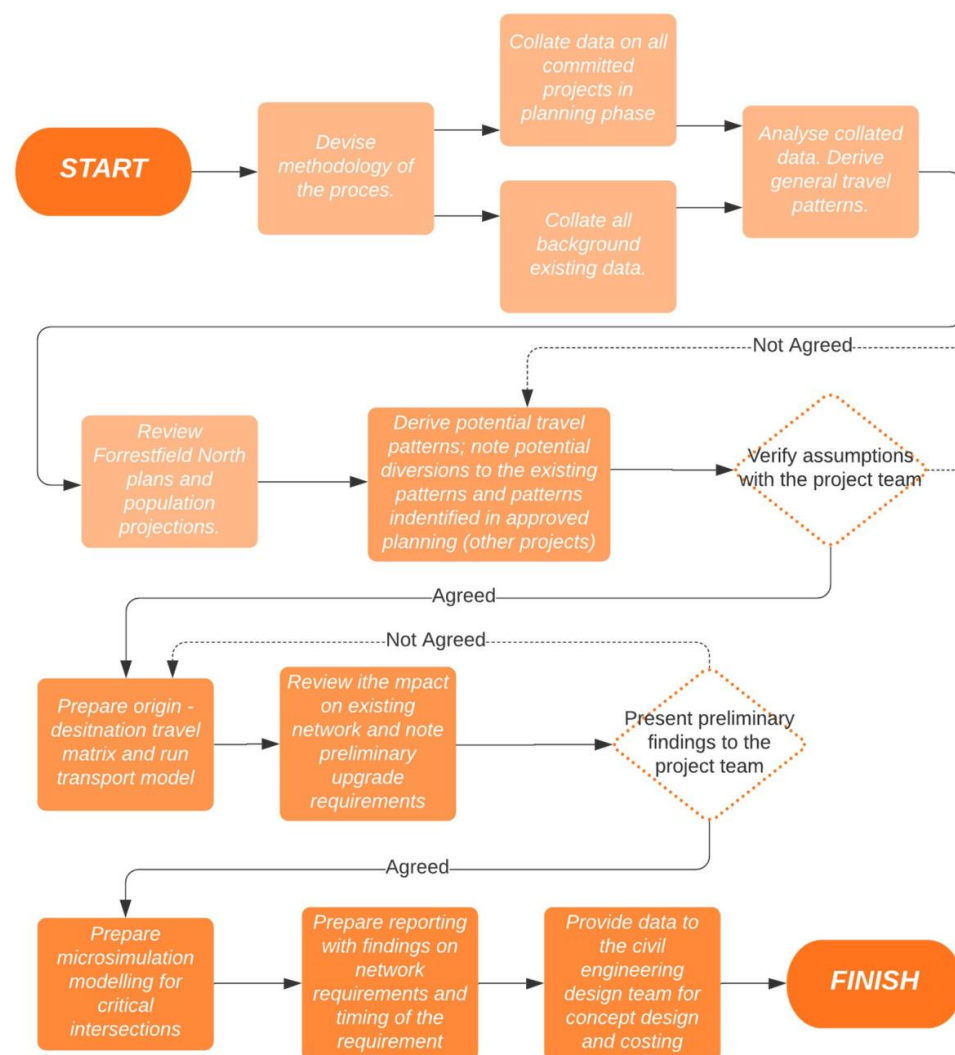 START
Devise
methodology of
the proces.
Collate data on all
committed
projects in
planning phase
Collate all
background
existing data.
Analyse collated
data. Derive
general travel
patterns.
Not Agreed
Review
Forrestfield North
plans and
population
projections.
Derive potential travel
patterns; note potential
diversions to the existing
patterns and patterns
indentified in approved
planning (other projects)
Verify assumptions
with the project team
Agreed
Not Agreed
Prepare origin -
desitnation travel
matrix and run
transport model
Review ithe mpact
on existing
network and note
preliminary
upgrade
requirements
Present preliminary
findings to the
project team
Agreed
Prepare
microsimulation
modelling for
critical
intersections
Prepare reporting
with findings on
network
requirements and
timing of the
requirement
Provide data to
the civil
engineering
design team for
concept design
and costing
FINISH